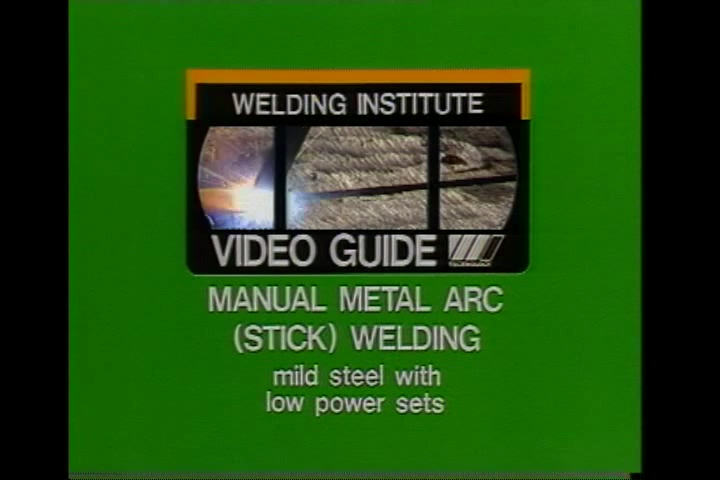 WELDING INSTITUTE
VIDEO GUIDE
MANUAL METAL ARC
(STICK) WELDING
mild steel with
low power sets